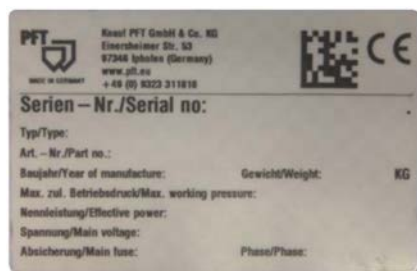 PFT
Knauf PFT GmbH & Co. KG
Einersheimer Str. 53
97346 Iphofen (Germany)
www.pft.eu
+49 (0) 9323 311818
MADE IN GERMANY
CE
Serien-Nr./Serial no:
Typ/Type:
Art.-Nr./Part no.:
Baujahr/Year of manufacture: Gewicht/Weight: KG
Max. zul. Betriebsdruck/Max. working pressure:
Nennleistung/Effective power:
Spannung/Main voltage:
Absicherung/Main fuse: Phase/Phase: